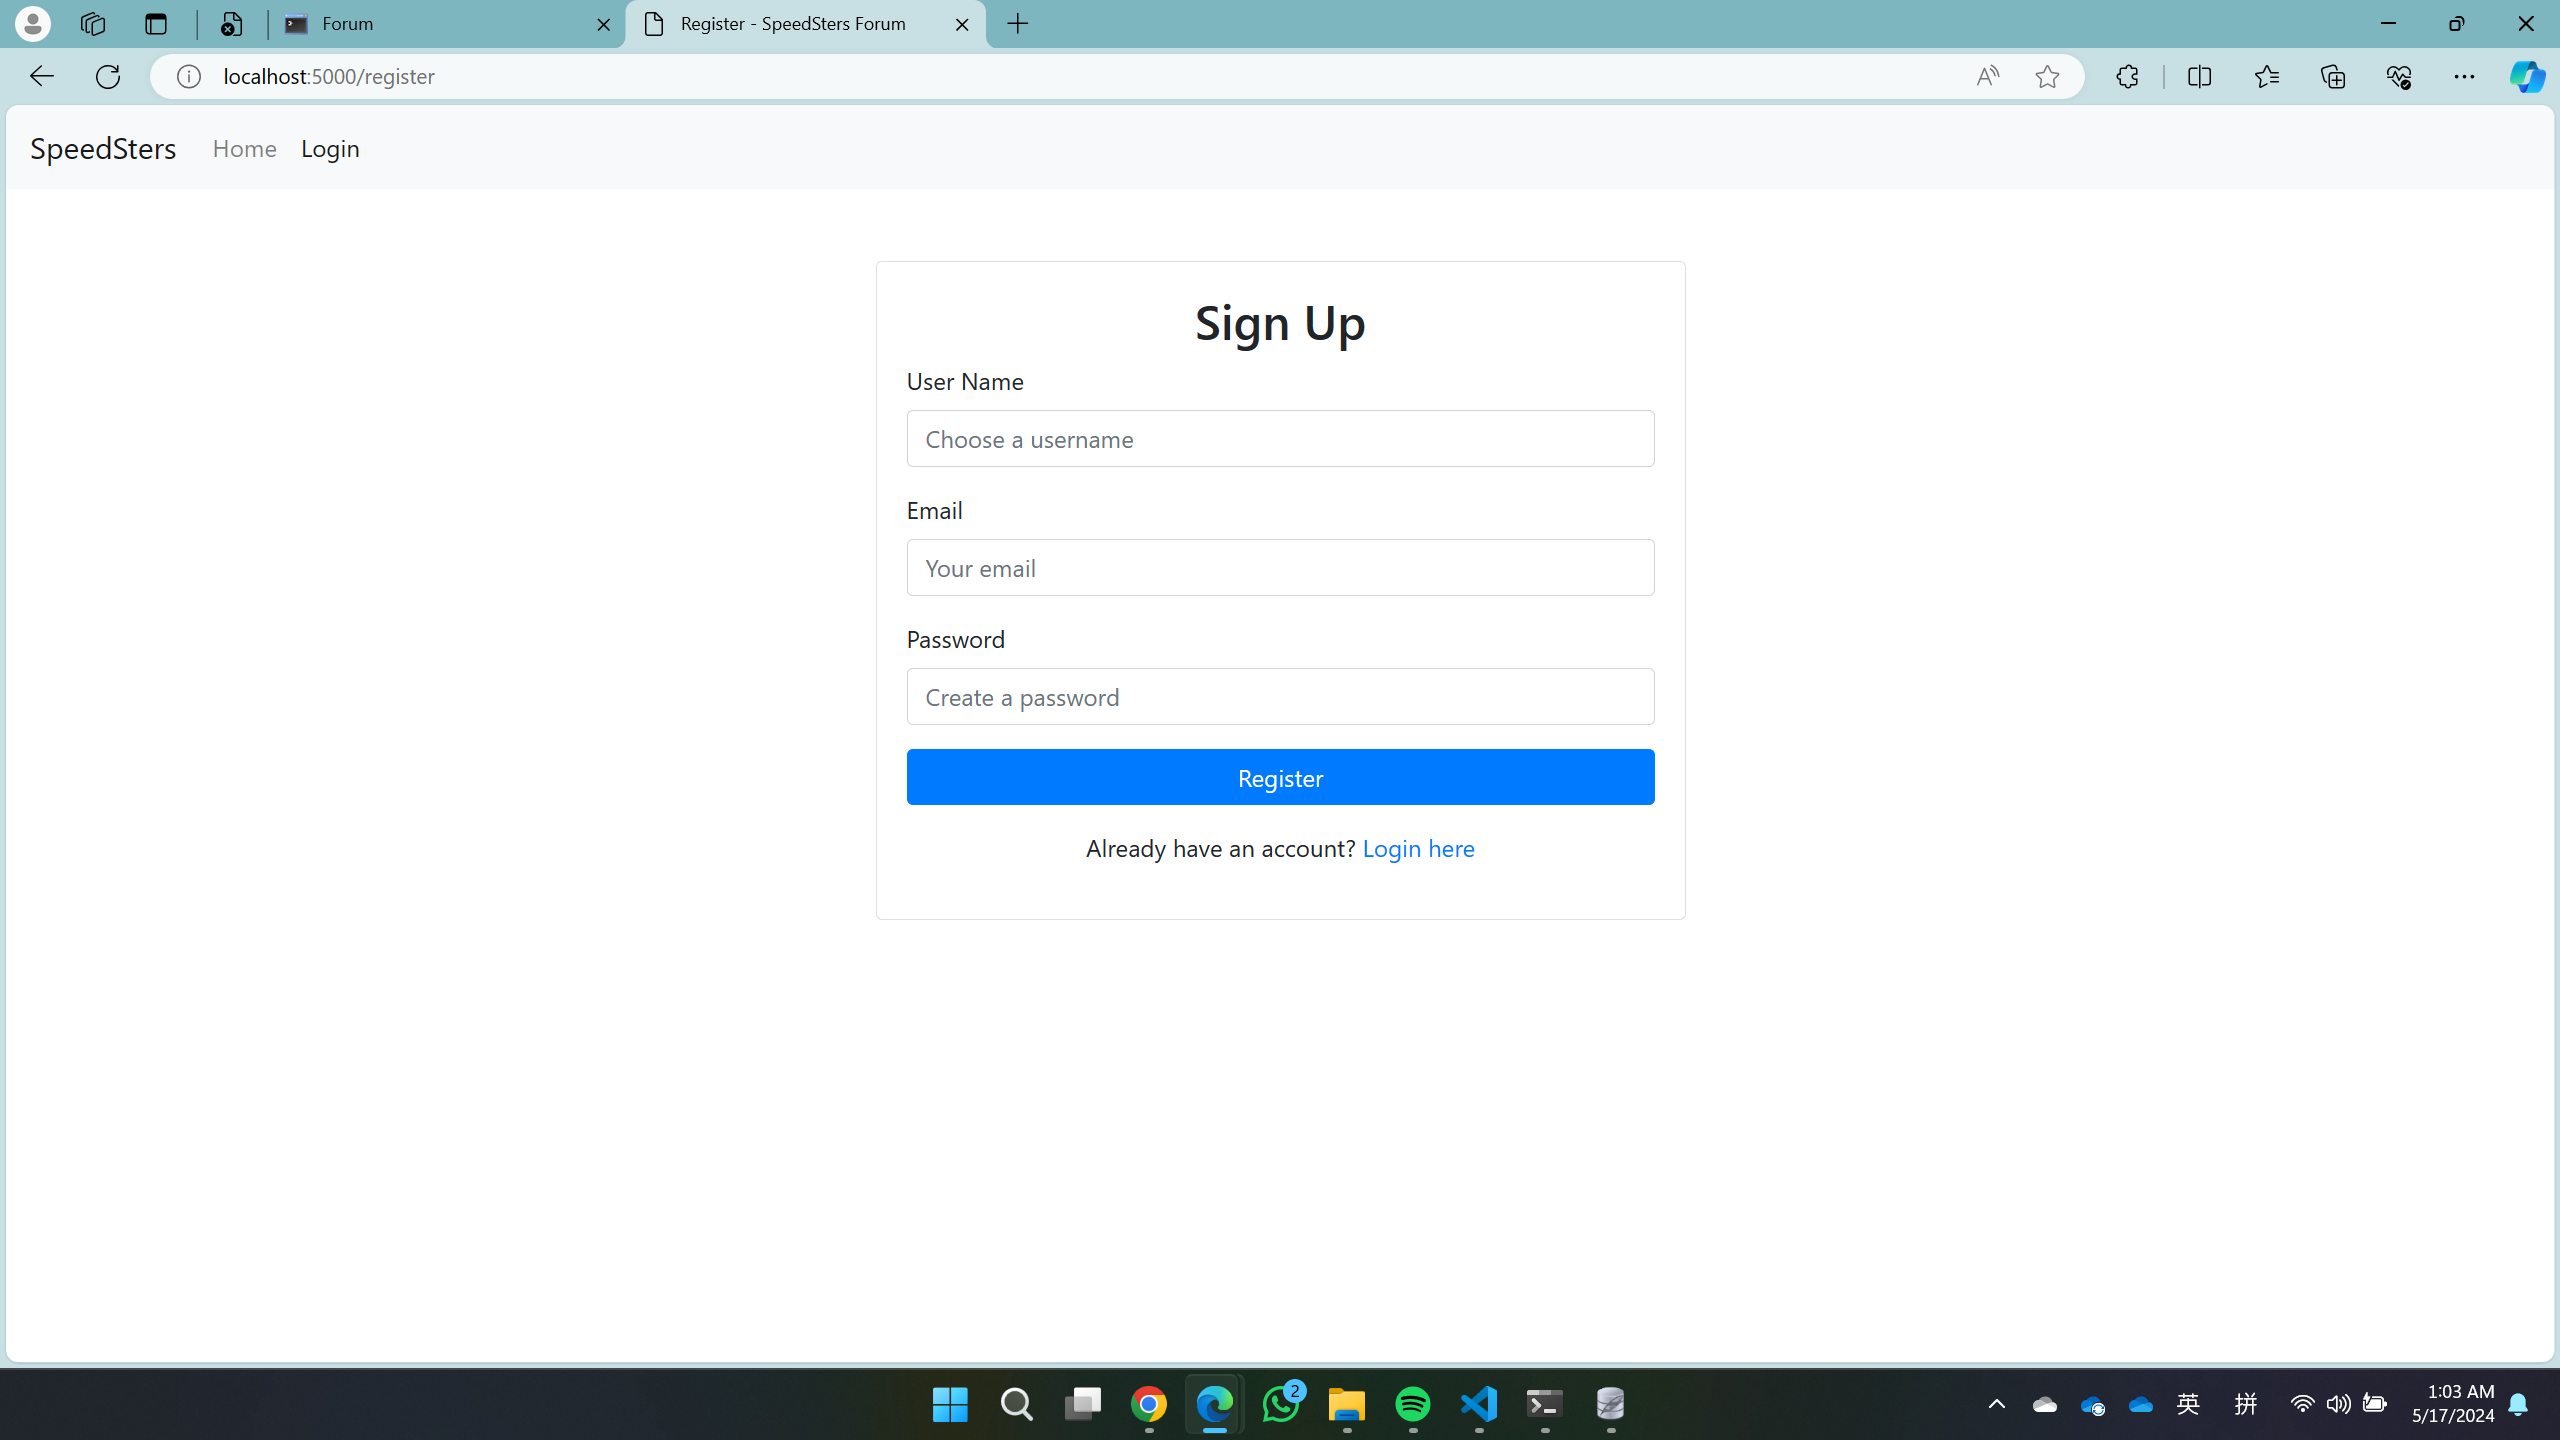 Forum
Register - SpeedSters Forum
localhost:5000/register
SpeedSters Home Login
Sign Up
User Name
Choose a username
Email
Your email
Password
Create a password
Register
Already have an account? Login here
2
英 拼 1:03 AM
5/17/2024